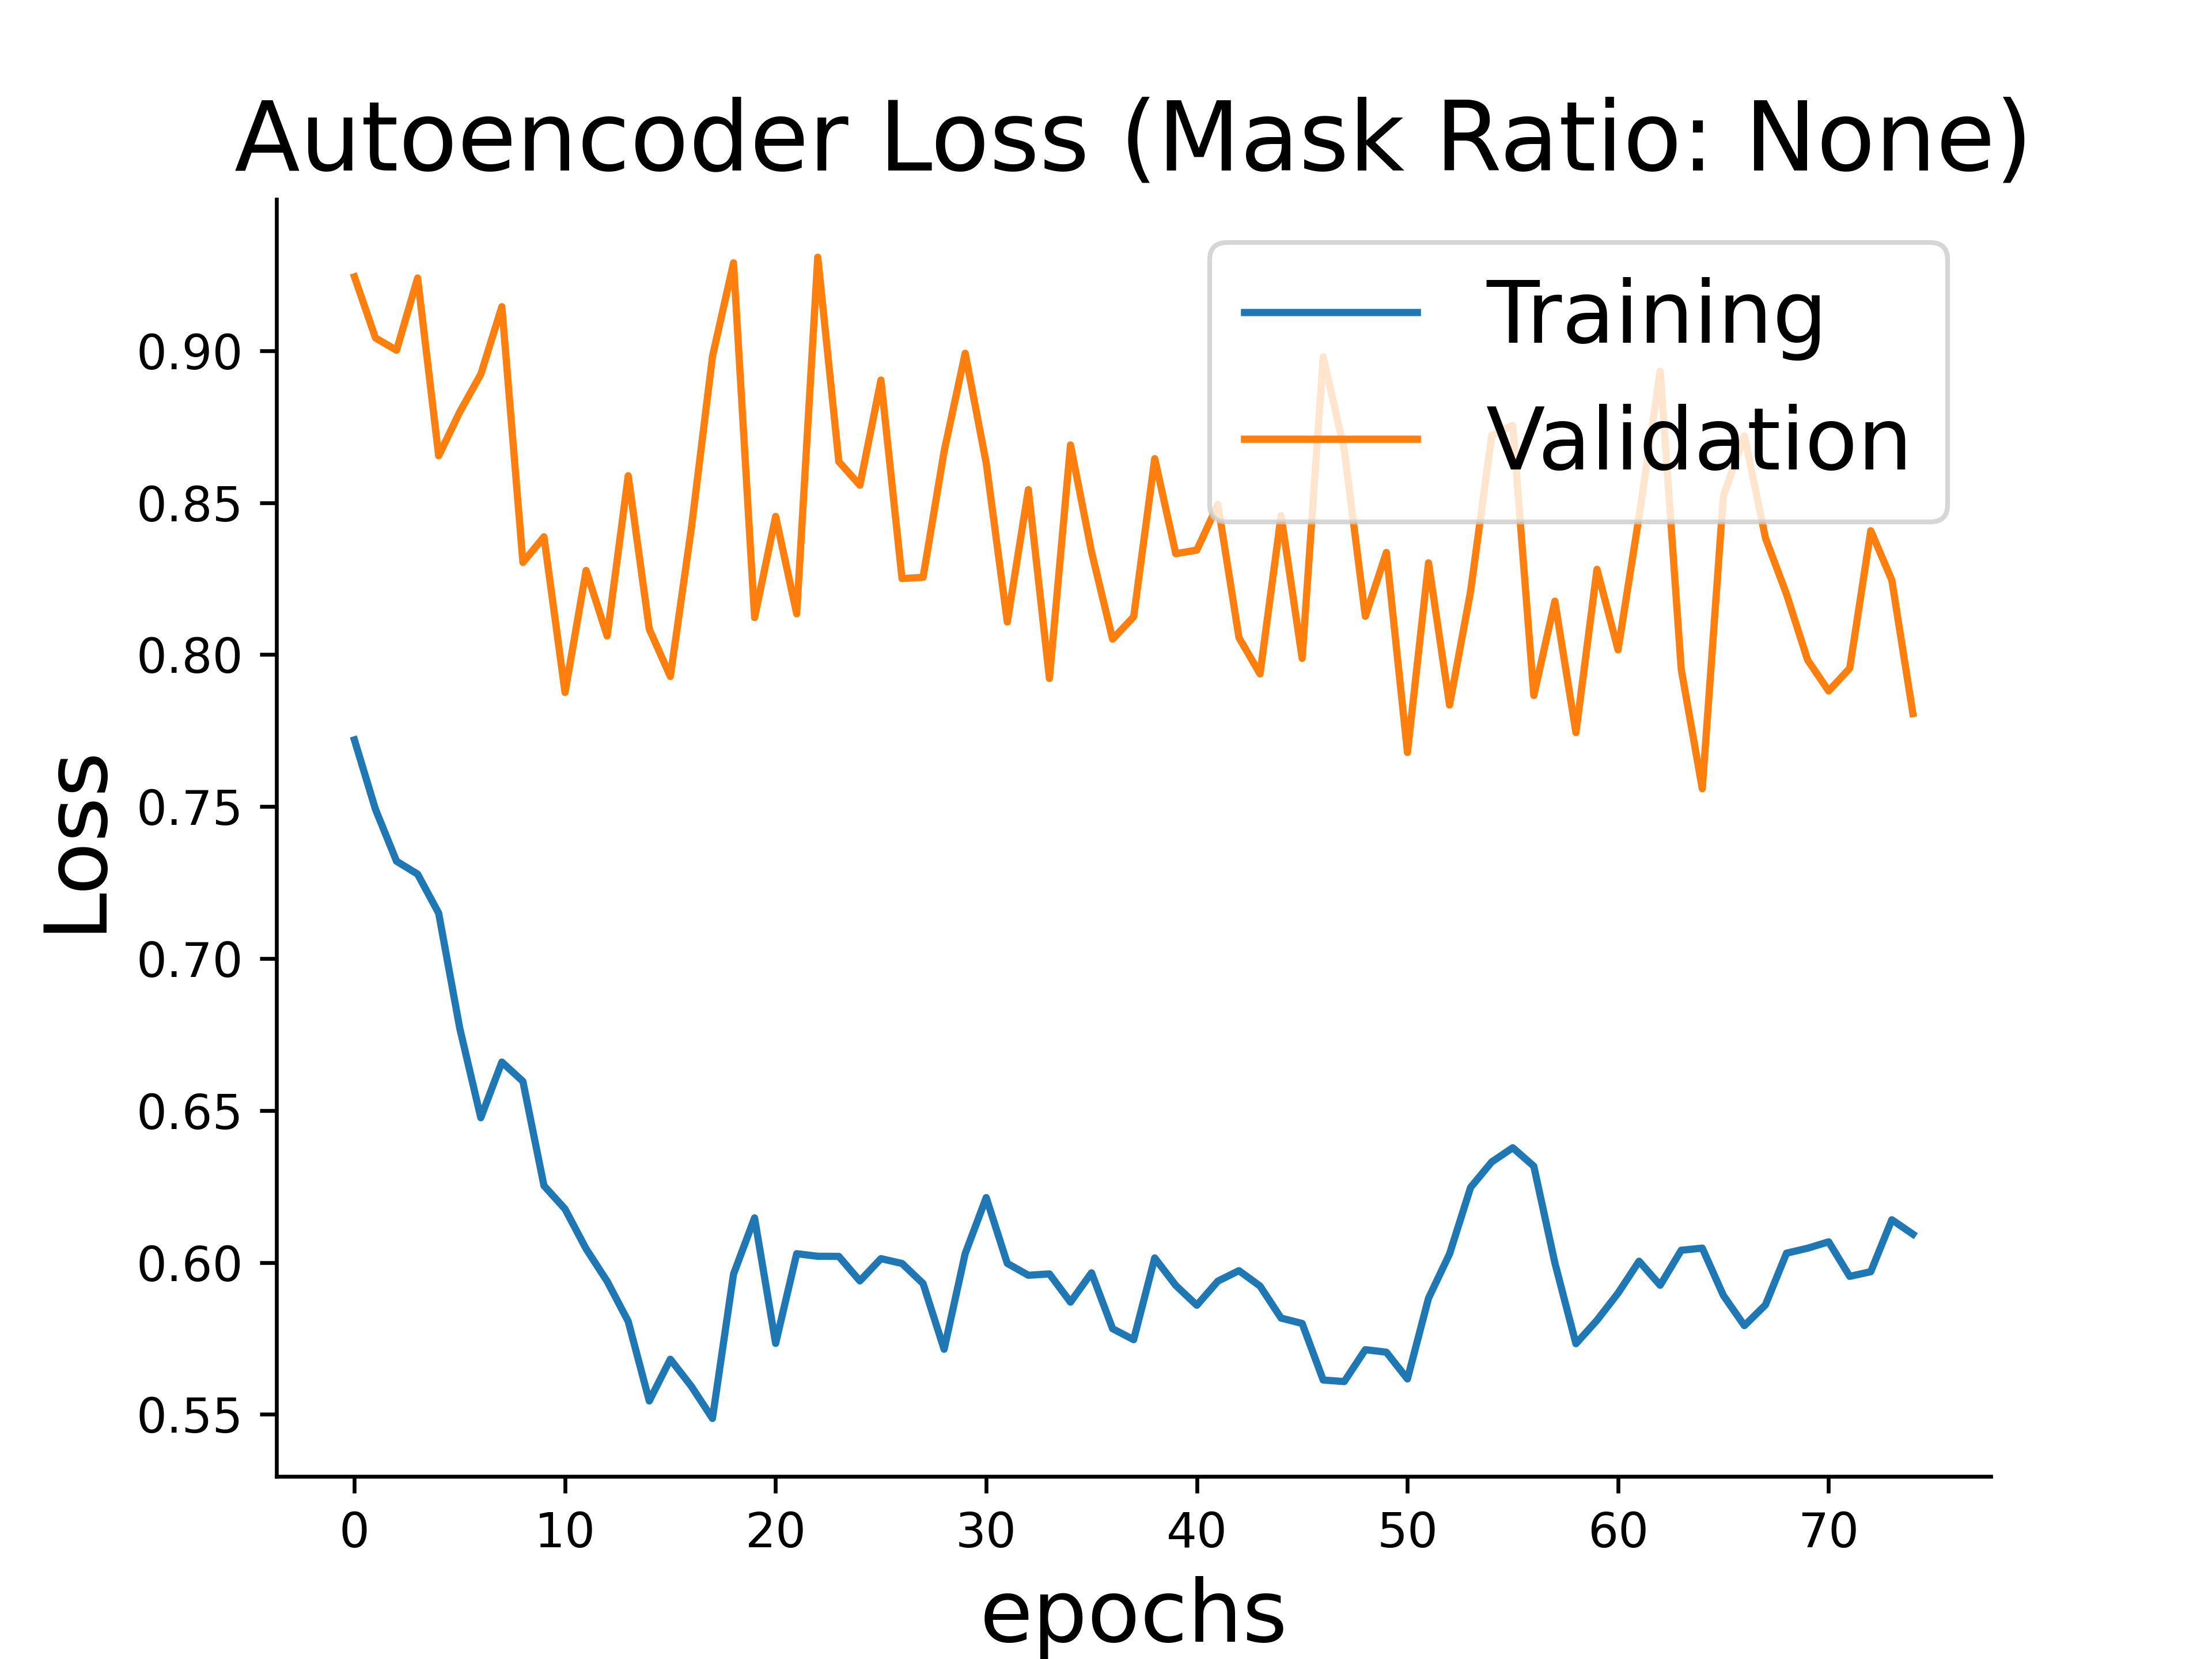 Autoencoder Loss (Mask Ratio: None)
Training
Validation
Loss
0.90
0.85
0.80
0.75
0.70
0.65
0.60
0.55
0 10 20 30 40 50 60 70
epochs